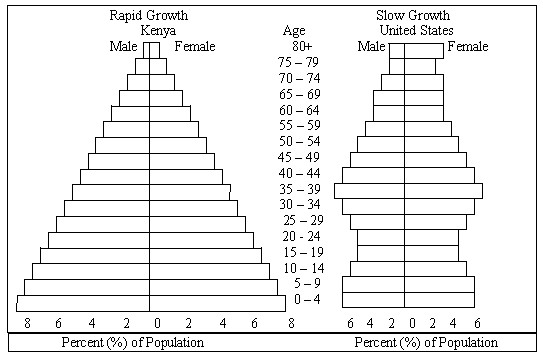 Rapid Growth Slow Growth
Kenya United States
Male Female Age Male Female
80+
75 – 79
70 – 74
65 – 69
60 – 64
55 – 59
50 – 54
45 – 49
40 – 44
35 – 39
30 – 34
25 – 29
20 - 24
15 – 19
10 – 14
5 – 9
0 – 4
8 6 4 2 0 2 4 6 8 6 4 2 0 2 4 6
Percent (%) of Population Percent (%) of Population